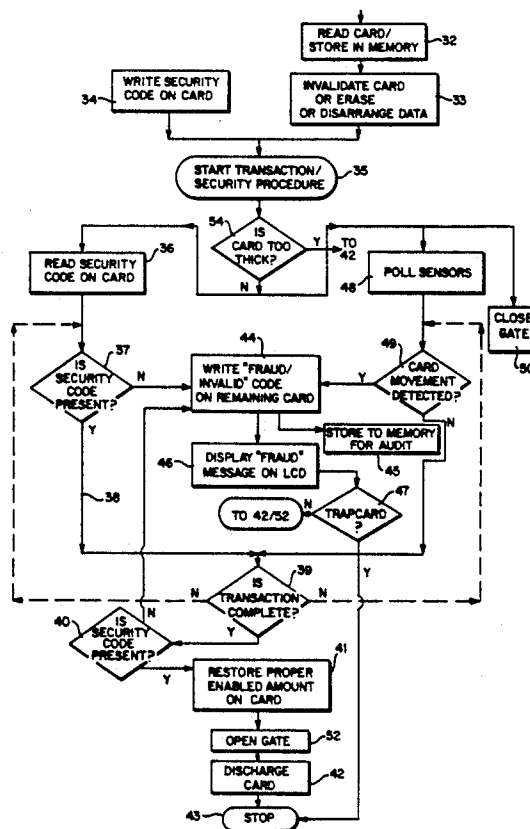 READ CARD/
STORE IN MEMORY
32
34
WRITE SECURITY
CODE ON CARD
INVALIDATE CARD
OR ERASE
OR DISARRANGE DATA
33
START TRANSACTION/
SECURITY PROCEDURE
35
54
IS
CARD TOO
THICK?
Y
TO
42
N
36
READ SECURITY
CODE ON CARD
48
POLL SENSORS
CLOSE
GATE
50
37
IS
SECURITY
CODE
PRESENT?
N
Y
44
WRITE "FRAUD/
INVALID" CODE
ON REMAINING CARD
49
CARD
MOVEMENT
DETECTED?
Y
N
STORE TO MEMORY
FOR AUDIT
45
46
DISPLAY "FRAUD"
MESSAGE ON LCD
38
TO 42/52
N
TRAPCARD
?
47
Y
39
IS
TRANSACTION
COMPLETE?
N
N
Y
40
IS
SECURITY
CODE
PRESENT?
N
Y
41
RESTORE PROPER
ENABLED AMOUNT
ON CARD
52
OPEN GATE
DISCHARGE
CARD
42
43
STOP